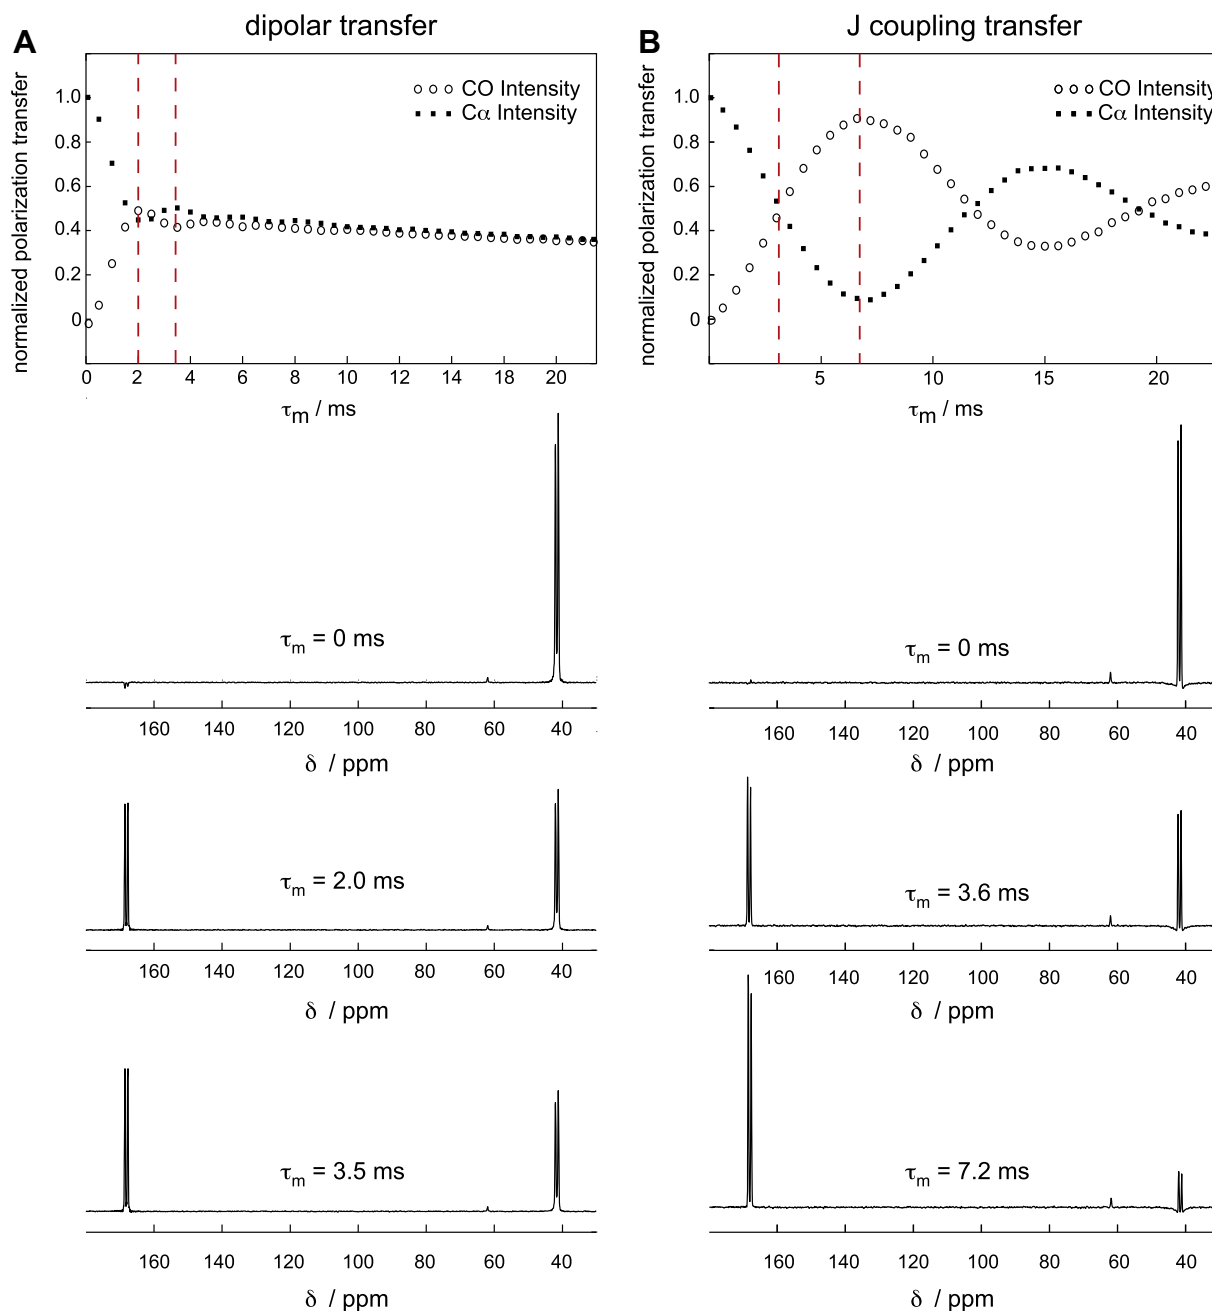 A
dipolar transfer
normalized polarization transfer
1.0
0.8
0.6
0.4
0.2
0
CO Intensity
Cα Intensity
0 2 4 6 8 10 12 14 12 14 18 20
τm / ms
τm = 0 ms
160 140 120 100 80 60 40
δ / ppm
τm = 2.0 ms
160 140 120 100 80 60 40
δ / ppm
τm = 3.5 ms
160 140 120 100 80 60 40
δ / ppm
B
J coupling transfer
normalized polarization transfer
1.0
0.8
0.6
0.4
0.2
0
CO Intensity
Cα Intensity
5 10 15 20
τm / ms
τm = 0 ms
160 140 120 100 80 60 40
δ / ppm
τm = 3.6 ms
160 140 120 100 80 60 40
δ / ppm
τm = 7.2 ms
160 140 120 100 80 60 40
δ / ppm